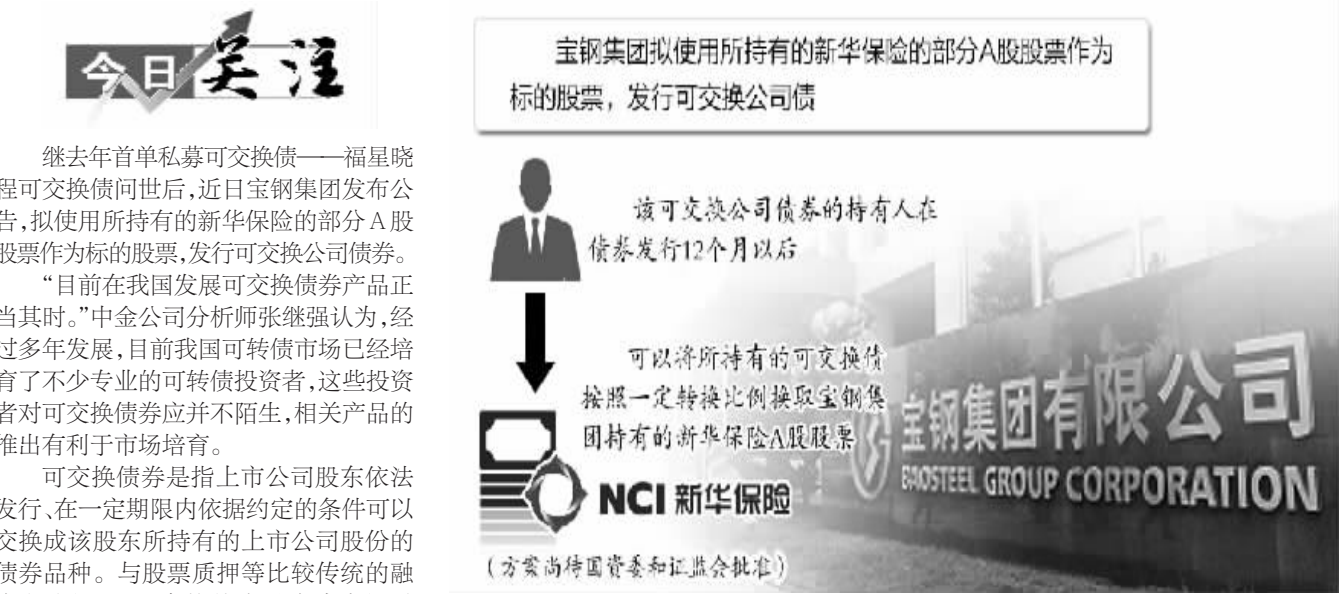 今日关注
继去年首单私募可交换债——福星晓
程可交换债问世后,近日宝钢集团发布公
告,拟使用所持有的新华保险的部分A股
股票作为标的股票,发行可交换公司债券。
“目前在我国发展可交换债券产品正
当其时。”中金公司分析师张继强认为,经
过多年发展,目前我国可转债市场已经培
育了不少专业的可转债投资者,这些投资
者对可交换债券应并不陌生,相关产品的
推出有利于市场培育。
可交换债券是指上市公司股东依法
发行、在一定期限内依据约定的条件可以
交换成该股东所持有的上市公司股份的
债券品种。与股票质押等比较传统的融
宝钢集团拟使用所持有的新华保险的部分A股股票作为
标的股票，发行可交换公司债
该可交换公司债券的持有人在
债券发行12个月以后
可以将所持有的可交换债
按照一定转换比例换取宝钢集
团持有的新华保险A股股票
NCI 新华保险
(方案尚待国资委和证监会批准)
宝钢集团有限公司
BAOSTEEL GROUP CORPORATION